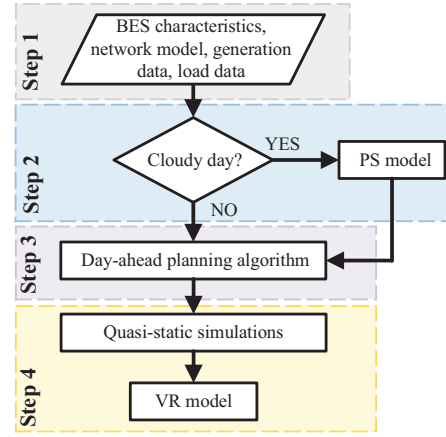 Step 1
BES characteristics,
network model, generation
data, load data
Step 2
Cloudy day?
YES
PS model
NO
Step 3
Day-ahead planning algorithm
Step 4
Quasi-static simulations
VR model